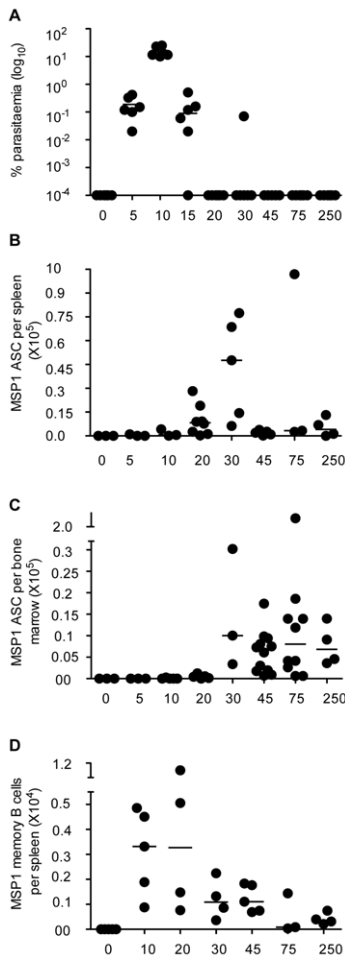 A
% parasitaemia (log10)
10²
10¹
10⁰
10⁻¹
10⁻²
10⁻³
10⁻⁴
0 5 10 15 20 30 45 75 250
B
MSP1 ASC per spleen
(X10⁵)
10
0.9
0.75
0.6
0.45
0.3
0.15
0.0
0 5 10 20 30 45 75 250
C
MSP1 ASC per bone
marrow (X10⁵)
2.0
0.3
0.2
0.15
0.1
0.05
00
0 5 10 20 30 45 75 250
D
MSP1 memory B cells
per spleen (X10⁴)
1.2
0.5
0.4
0.3
0.2
0.1
00
0 10 20 30 45 75 250